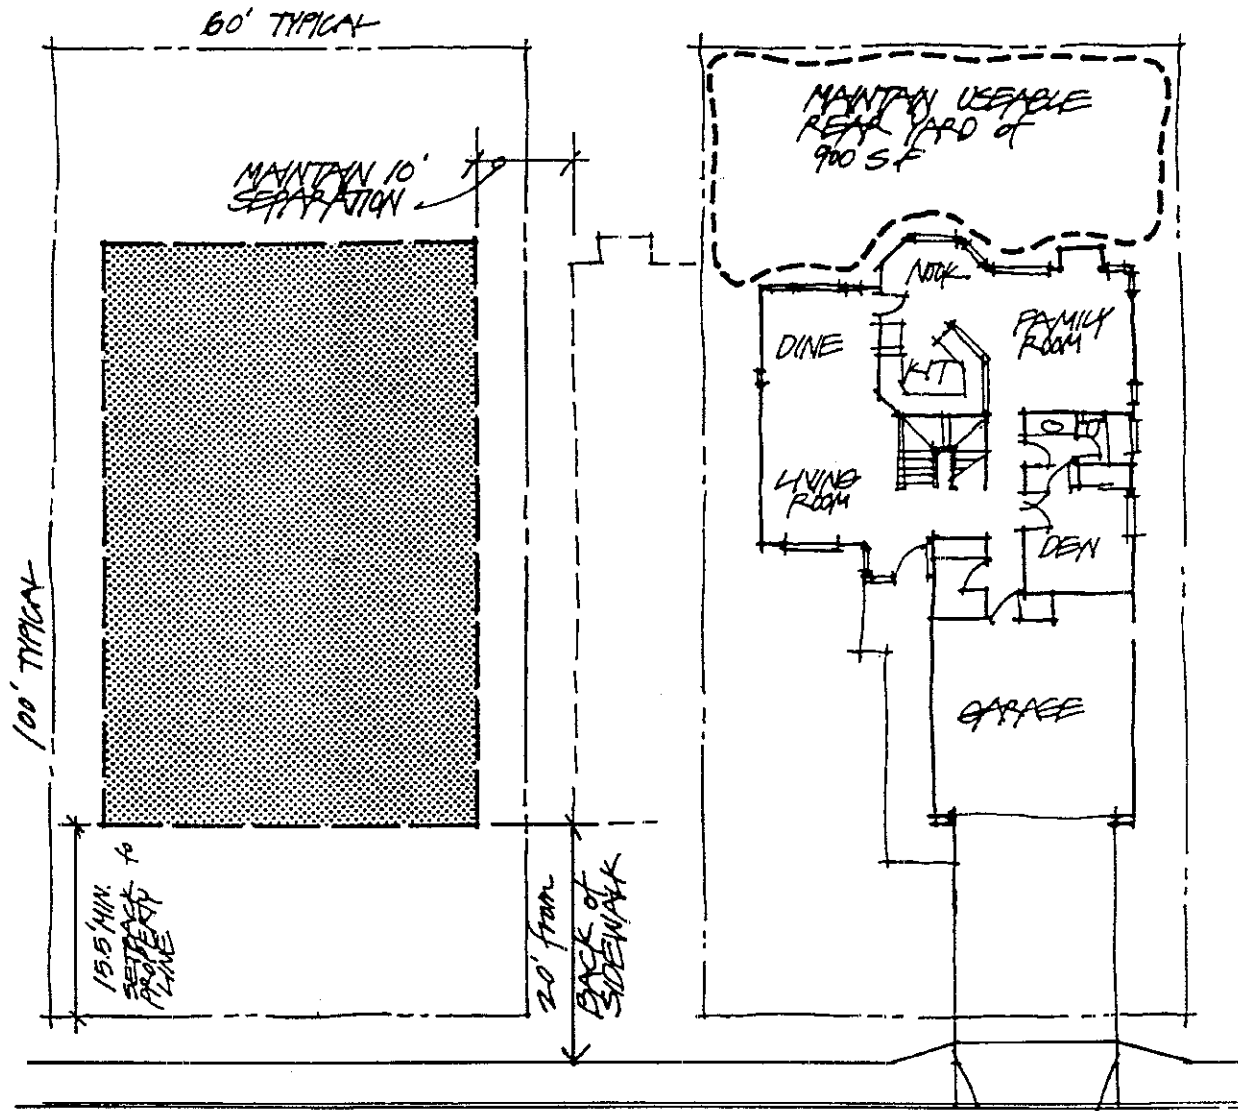 60' TYPICAL
MAINTAIN 10'
SEPARATION
MAINTAIN USEABLE
REAR YARD of
900 S.F
NOOK
DINE
FAMILY
ROOM
KIT
LIVING
ROOM
DEN
GARAGE
100' TYPICAL
15.5' MIN.
SETBACK to
PROPERTY
LINE
20' from
BACK of
SIDEWALK